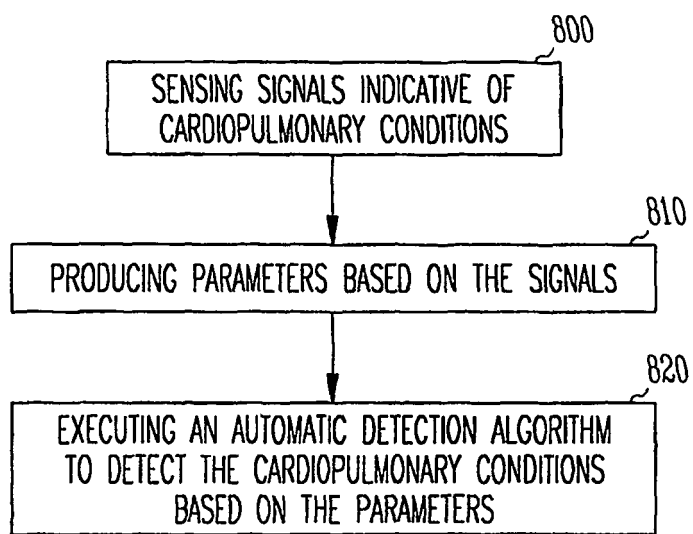 800
SENSING SIGNALS INDICATIVE OF
CARDIOPULMONARY CONDITIONS
810
PRODUCING PARAMETERS BASED ON THE SIGNALS
820
EXECUTING AN AUTOMATIC DETECTION ALGORITHM
TO DETECT THE CARDIOPULMONARY CONDITIONS
BASED ON THE PARAMETERS